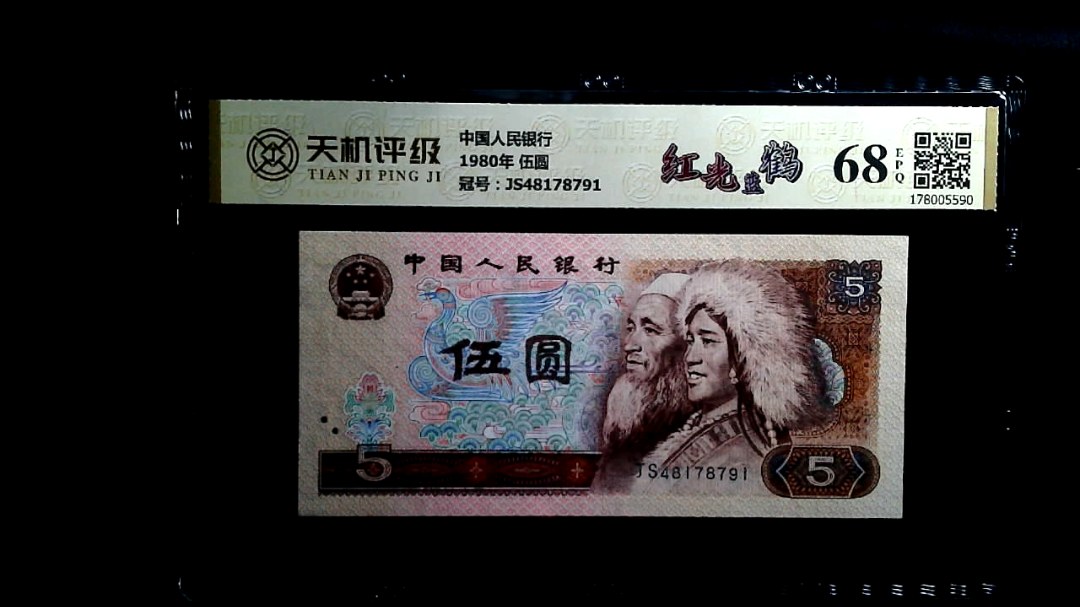 天机评级
TIAN JI PING JI
中国人民银行
1980年 伍圆
冠号：JS48178791
红光蓝鹤
68
EPQ
178005590
中国人民银行
5
伍圆
5
JS48178791
5